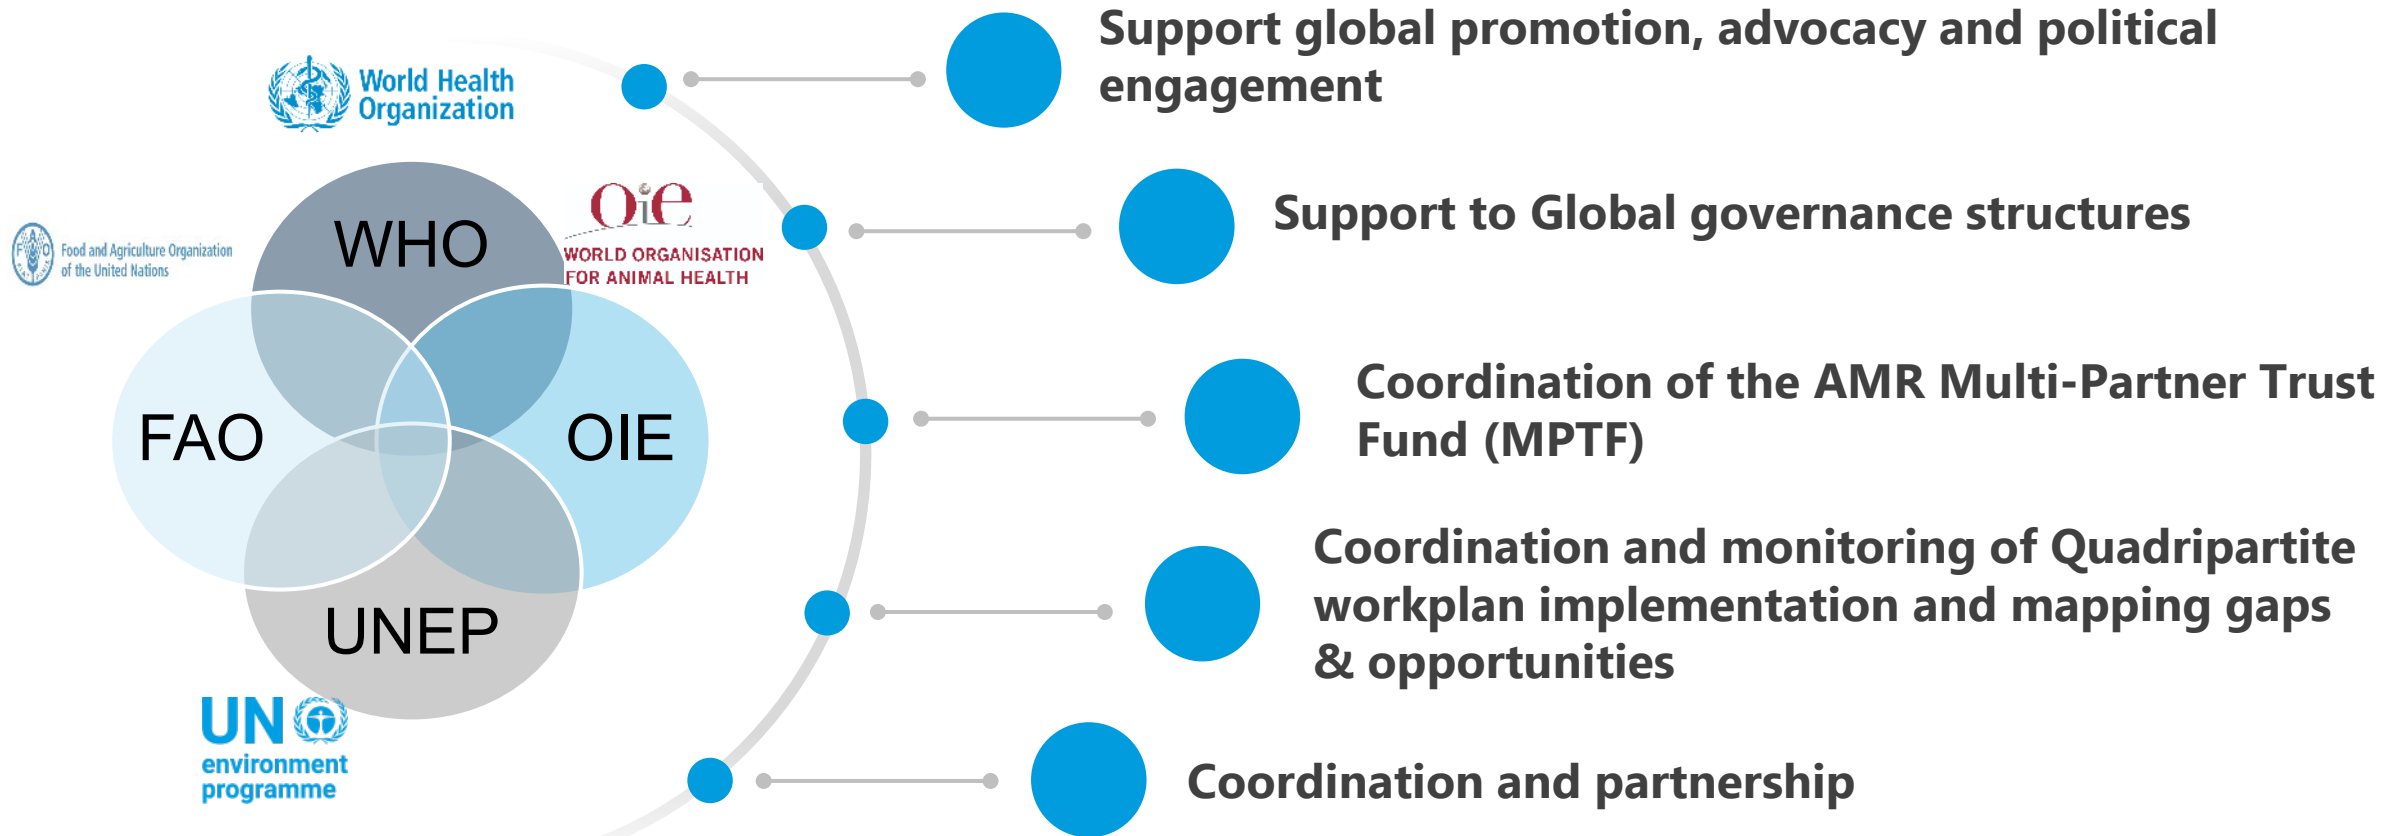 World Health
Organization
OiE
WORLD ORGANISATION
FOR ANIMAL HEALTH
FAO
Food and Agriculture Organization
of the United Nations
WHO
FAO
OIE
UNEP
UN
environment
programme
Support global promotion, advocacy and political
engagement
Support to Global governance structures
Coordination of the AMR Multi-Partner Trust
Fund (MPTF)
Coordination and monitoring of Quadripartite
workplan implementation and mapping gaps
& opportunities
Coordination and partnership